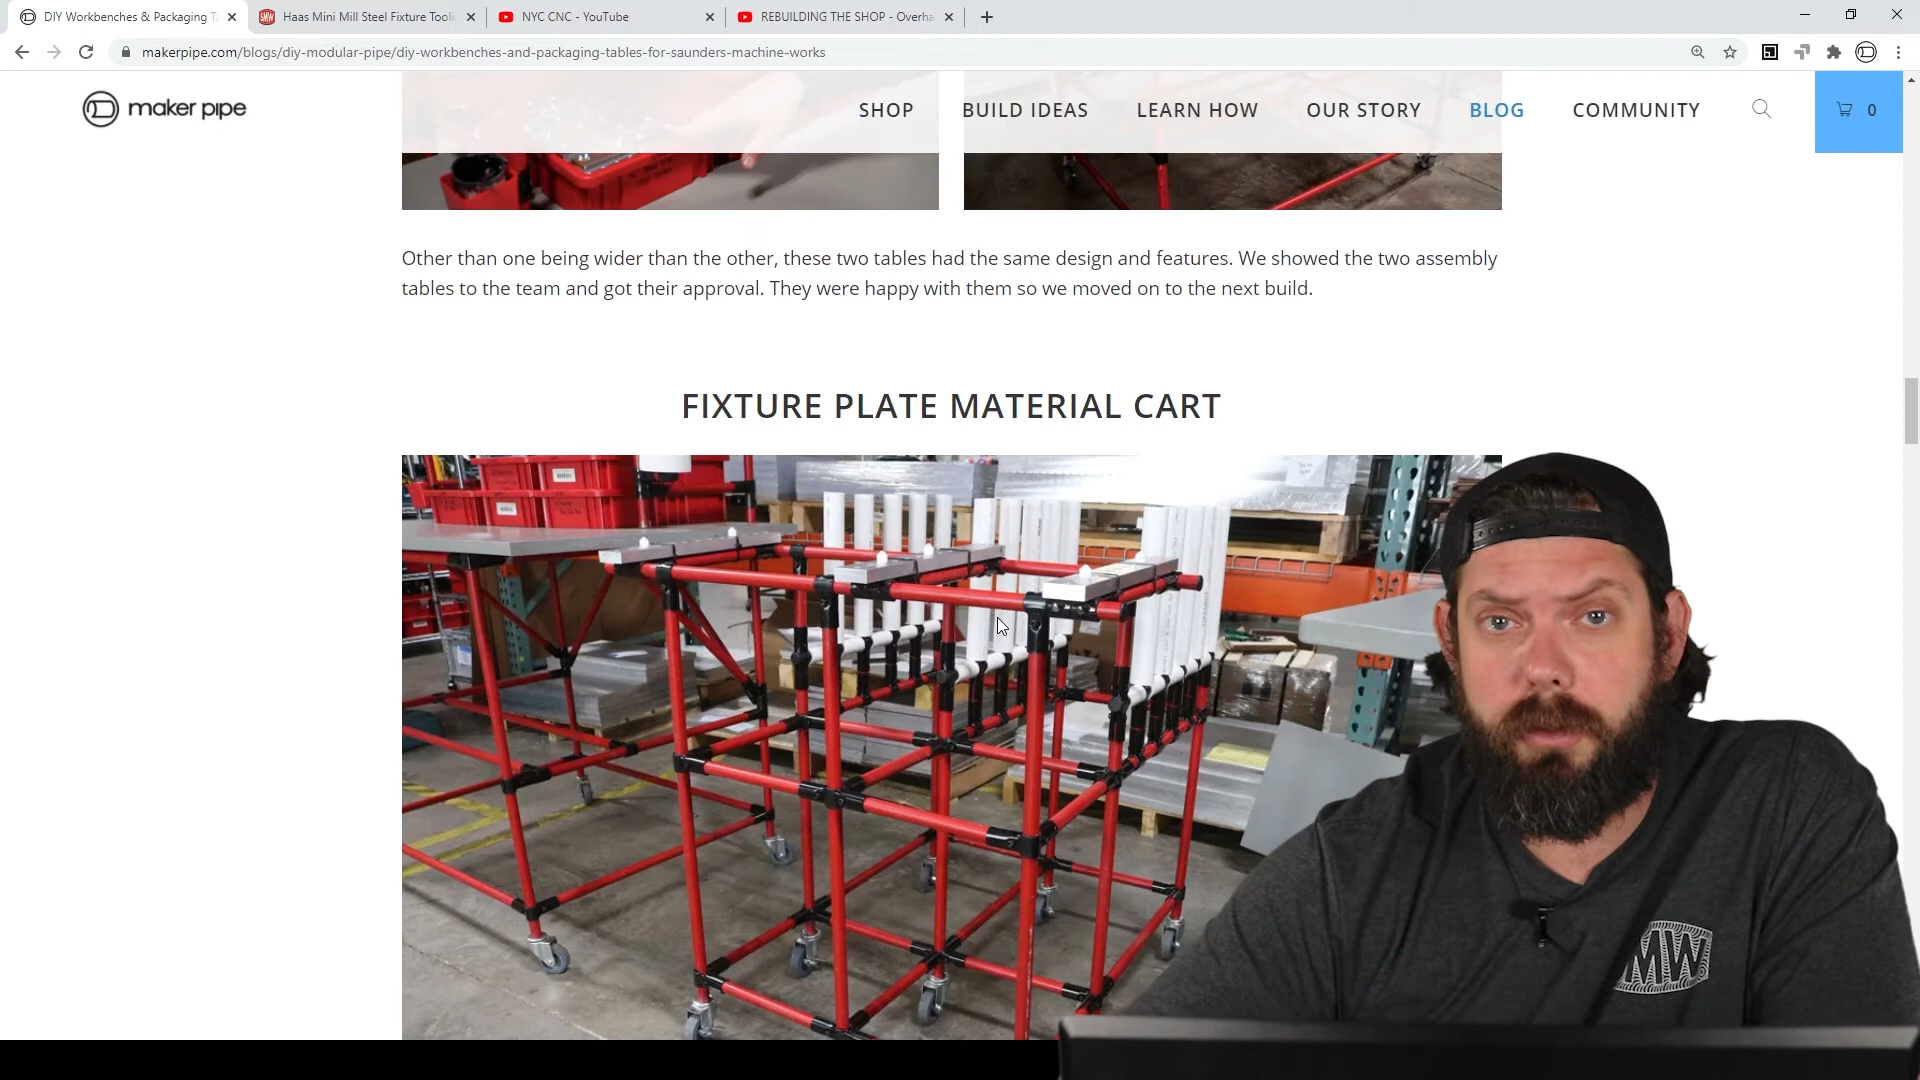 DIY Workbenches & Packaging T
Haas Mini Mill Steel Fixture Toolin
NYC CNC - YouTube
REBUILDING THE SHOP - Overha
makerpipe.com/blogs/diy-modular-pipe/diy-workbenches-and-packaging-tables-for-saunders-machine-works
maker pipe
SHOP
BUILD IDEAS
LEARN HOW
OUR STORY
BLOG
COMMUNITY
0
Other than one being wider than the other, these two tables had the same design and features. We showed the two assembly
tables to the team and got their approval. They were happy with them so we moved on to the next build.
FIXTURE PLATE MATERIAL CART
MW